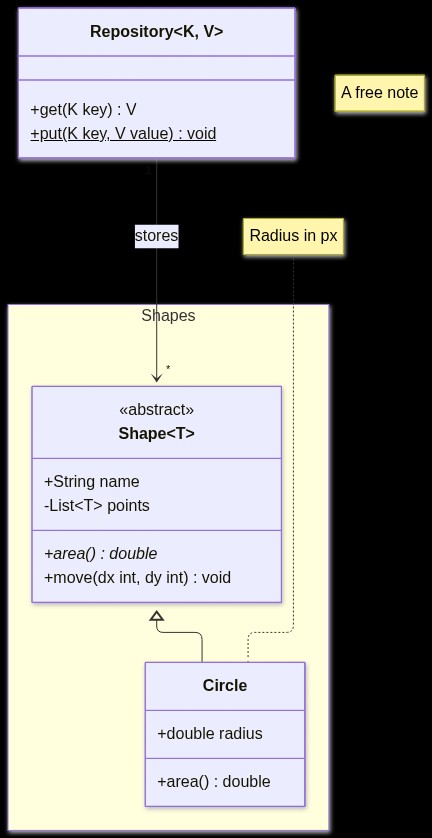 Repository<K, V>
+get(K key) : V
+put(K key, V value) : void
A free note
1
stores
Radius in px
Shapes
*
«abstract»
Shape<T>
+String name
-List<T> points
+area() : double
+move(dx int, dy int) : void
Circle
+double radius
+area() : double